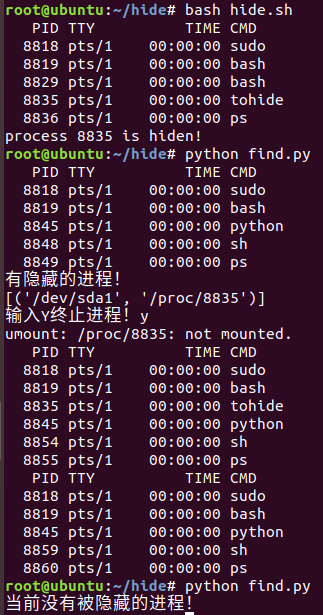 root@ubuntu:~/hide# bash hide.sh
   PID TTY          TIME CMD
  8818 pts/1    00:00:00 sudo
  8819 pts/1    00:00:00 bash
  8829 pts/1    00:00:00 bash
  8835 pts/1    00:00:00 tohide
  8836 pts/1    00:00:00 ps
process 8835 is hiden!
root@ubuntu:~/hide# python find.py
   PID TTY          TIME CMD
  8818 pts/1    00:00:00 sudo
  8819 pts/1    00:00:00 bash
  8845 pts/1    00:00:00 python
  8848 pts/1    00:00:00 sh
  8849 pts/1    00:00:00 ps
有隐藏的进程!
[('/dev/sda1', '/proc/8835')]
输入Y终止进程! y
umount: /proc/8835: not mounted.
   PID TTY          TIME CMD
  8818 pts/1    00:00:00 sudo
  8819 pts/1    00:00:00 bash
  8835 pts/1    00:00:00 tohide
  8845 pts/1    00:00:00 python
  8854 pts/1    00:00:00 sh
  8855 pts/1    00:00:00 ps
   PID TTY          TIME CMD
  8818 pts/1    00:00:00 sudo
  8819 pts/1    00:00:00 bash
  8845 pts/1    00:00:00 python
  8859 pts/1    00:00:00 sh
  8860 pts/1    00:00:00 ps
root@ubuntu:~/hide# python find.py
当前没有被隐藏的进程!